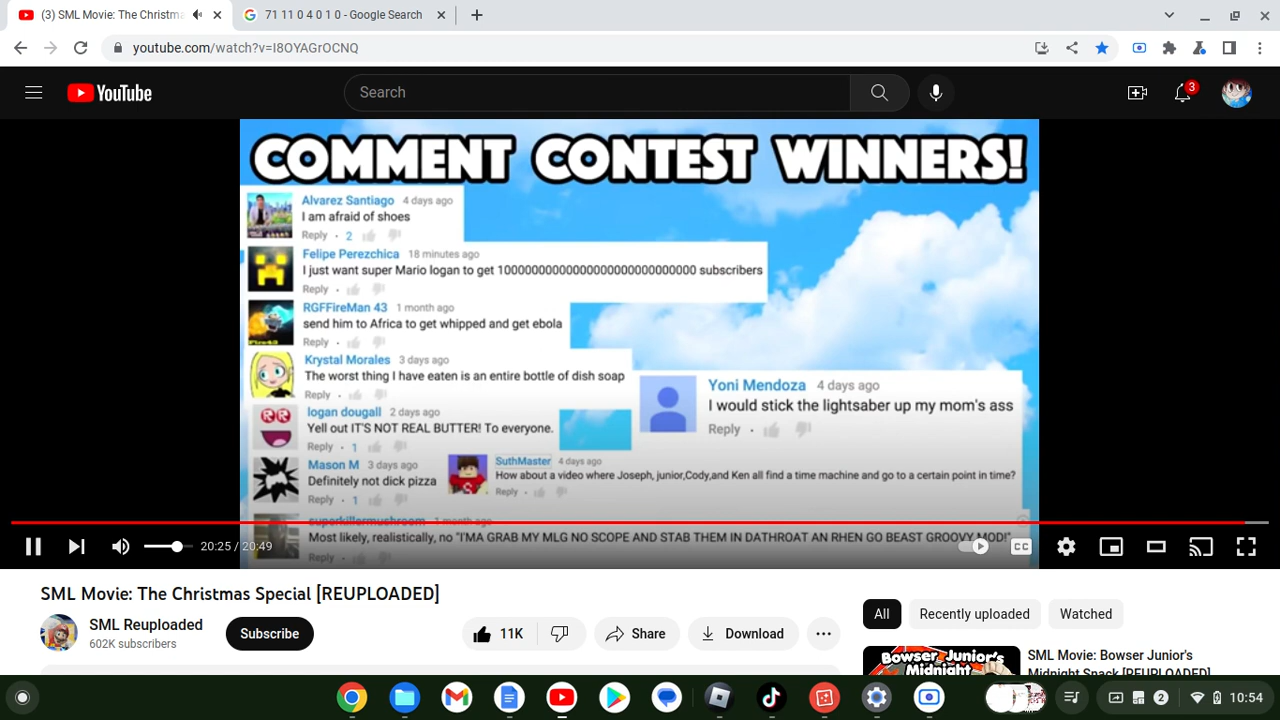 (3) SML Movie: The Christma
71 11 0 4 0 1 0 - Google Search
youtube.com/watch?v=I8OYAGrOCNQ
YouTube
Search
3
COMMENT CONTEST WINNERS!
Alvarez Santiago 4 days ago
I am afraid of shoes
Reply · 2
Felipe Perezchica 18 minutes ago
I just want super Mario logan to get 10000000000000000000000000000 subscribers
Reply ·
RGFFireMan 43 1 month ago
send him to Africa to get whipped and get ebola
Reply ·
Krystal Morales 3 days ago
The worst thing I have eaten is an entire bottle of dish soap
Reply ·
Yoni Mendoza 4 days ago
I would stick the lightsaber up my mom's ass
Reply ·
logan dougall 2 days ago
Yell out IT'S NOT REAL BUTTER! To everyone.
Reply · 1
Mason M 3 days ago
Definitely not dick pizza
Reply · 1
SuthMaster 4 days ago
How about a video where Joseph, junior,Cody,and Ken all find a time machine and go to a certain point in time?
Reply ·
superkillermushroom 1 month ago
Most likely, realistically, no "I'MA GRAB MY MLG NO SCOPE AND STAB THEM IN DATHROAT AN RHEN GO BEAST GROOVY MOD!"
Reply ·
20:25 / 20:49
CC
SML Movie: The Christmas Special [REUPLOADED]
SML Reuploaded
602K subscribers
Subscribe
11K
Share
Download
All
Recently uploaded
Watched
Bowser Junior's
Midnight
SML Movie: Bowser Junior's
Midnight Snack [REUPLOADED]
2
10:54